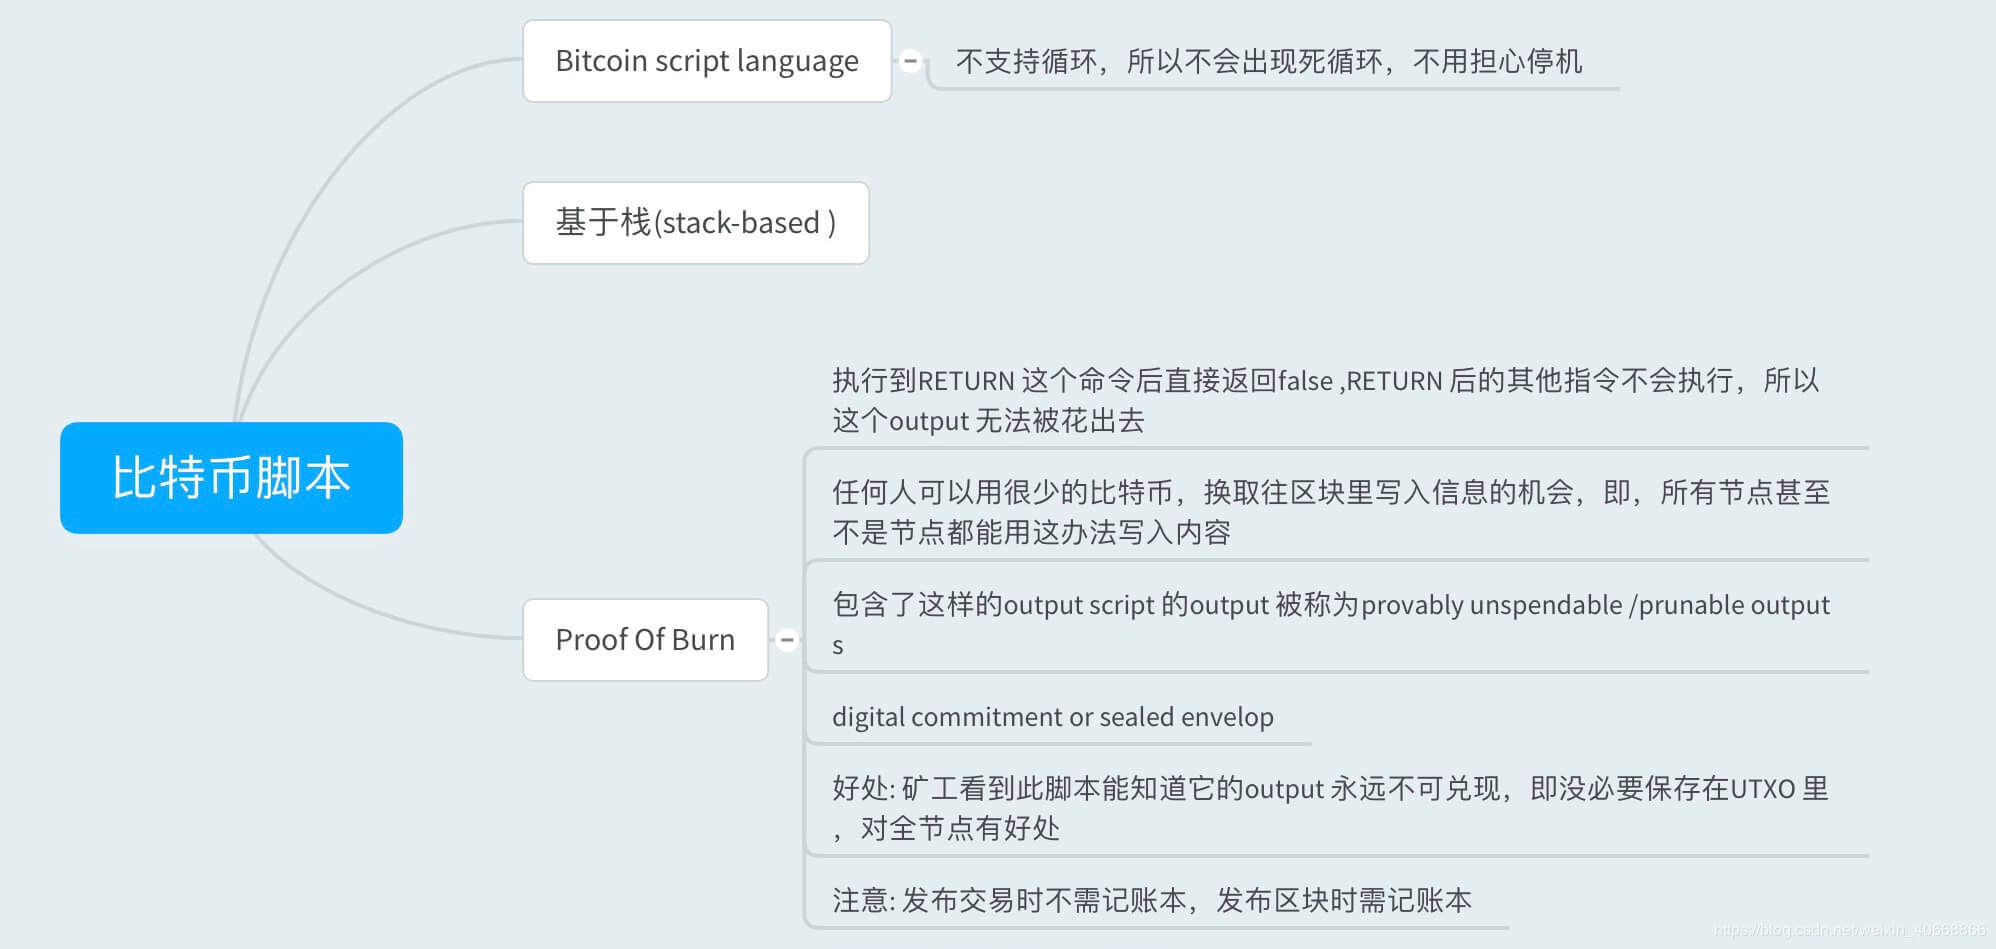 Bitcoin script language
不支持循环，所以不会出现死循环，不用担心停机
基于栈(stack-based )
比特币脚本
Proof Of Burn
执行到RETURN 这个命令后直接返回false ,RETURN 后的其他指令不会执行，所以
这个output 无法被花出去
任何人可以用很少的比特币，换取往区块里写入信息的机会，即，所有节点甚至
不是节点都能用这办法写入内容
包含了这样的output script 的output 被称为provably unspendable /prunable output
s
digital commitment or sealed envelop
好处: 矿工看到此脚本能知道它的output 永远不可兑现，即没必要保存在UTXO 里
，对全节点有好处
注意: 发布交易时不需记账本，发布区块时需记账本
https://blog.csdn.net/weixin_40668866